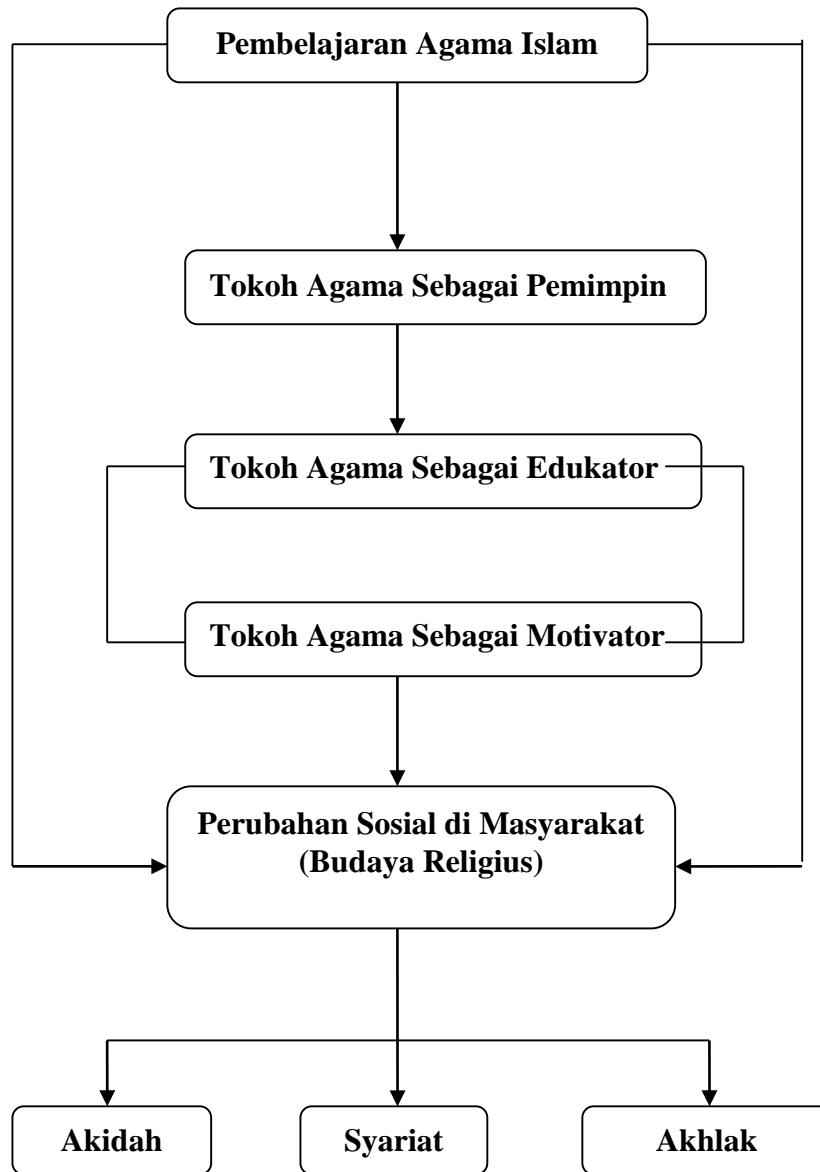 Pembelajaran Agama Islam
Tokoh Agama Sebagai Pemimpin
Tokoh Agama Sebagai Edukator
Tokoh Agama Sebagai Motivator
Perubahan Sosial di Masyarakat
(Budaya Religius)
Akidah
Syariat
Akhlak